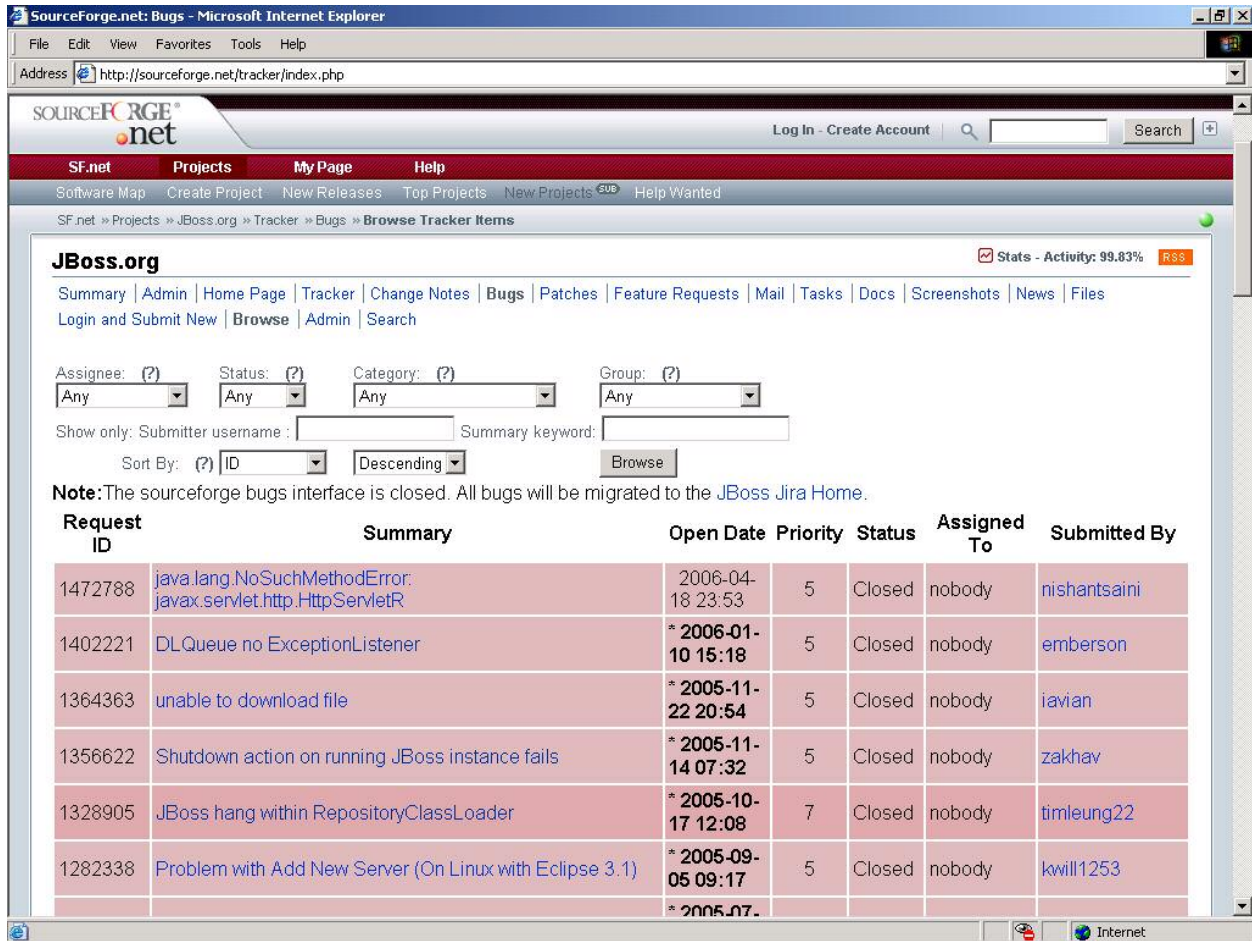 SourceForge.net: Bugs - Microsoft Internet Explorer
File Edit View Favorites Tools Help
Address http://sourceforge.net/tracker/index.php
SOURCEFORGE®
.net
Log In - Create Account | Search
SF.net Projects My Page Help
Software Map Create Project New Releases Top Projects New Projects SUB Help Wanted
SF.net » Projects » JBoss.org » Tracker » Bugs » Browse Tracker Items
JBoss.org
Stats - Activity: 99.83% RSS
Summary | Admin | Home Page | Tracker | Change Notes | Bugs | Patches | Feature Requests | Mail | Tasks | Docs | Screenshots | News | Files
Login and Submit New | Browse | Admin | Search
Assignee: (?) Status: (?) Category: (?) Group: (?)
Any Any Any Any
Show only: Submitter username : Summary keyword:
Sort By: (?) ID Descending Browse
Note:The sourceforge bugs interface is closed. All bugs will be migrated to the JBoss Jira Home.
Request ID Summary Open Date Priority Status Assigned To Submitted By
1472788 java.lang.NoSuchMethodError: javax.servlet.http.HttpServletR 2006-04-18 23:53 5 Closed nobody nishantsaini
1402221 DLQueue no ExceptionListener * 2006-01-10 15:18 5 Closed nobody emberson
1364363 unable to download file * 2005-11-22 20:54 5 Closed nobody iavian
1356622 Shutdown action on running JBoss instance fails * 2005-11-14 07:32 5 Closed nobody zakhav
1328905 JBoss hang within RepositoryClassLoader * 2005-10-17 12:08 7 Closed nobody timleung22
1282338 Problem with Add New Server (On Linux with Eclipse 3.1) * 2005-09-05 09:17 5 Closed nobody kwill1253
* 2005-07-
Internet